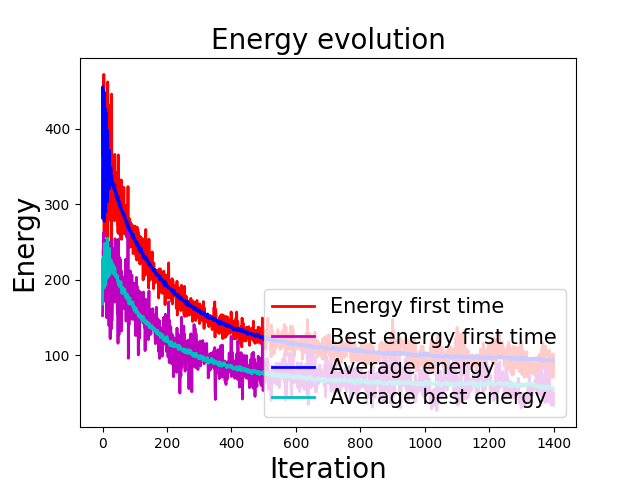 Energy evolution
Energy
400
300
200
100
Energy first time
Best energy first time
Average energy
Average best energy
0 200 400 600 800 1000 1200 1400
Iteration